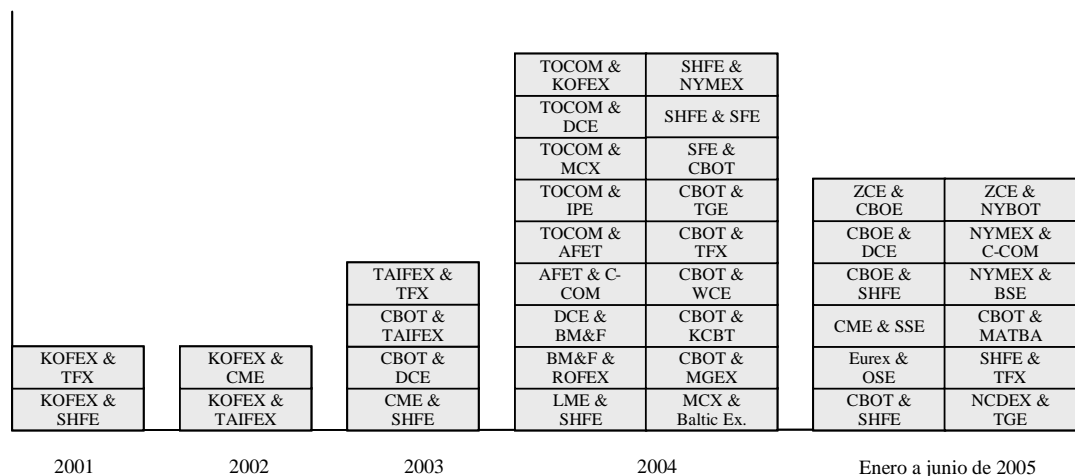 TOCOM &
KOFEX
SHFE &
NYMEX
TOCOM &
DCE
SHFE & SFE
TOCOM &
MCX
SFE &
CBOT
TOCOM &
IPE
CBOT &
TGE
ZCE &
CBOE
ZCE &
NYBOT
TOCOM &
AFET
CBOT &
TFX
CBOE &
DCE
NYMEX &
C-COM
TAIFEX &
TFX
AFET & C-
COM
CBOT &
WCE
CBOE &
SHFE
NYMEX &
BSE
CBOT &
TAIFEX
DCE &
BM&F
CBOT &
KCBT
CME & SSE
CBOT &
MATBA
KOFEX &
TFX
KOFEX &
CME
CBOT &
DCE
BM&F &
ROFEX
CBOT &
MGEX
Eurex &
OSE
SHFE &
TFX
KOFEX &
SHFE
KOFEX &
TAIFEX
CME &
SHFE
LME &
SHFE
MCX &
Baltic Ex.
CBOT &
SHFE
NCDEX &
TGE
2001
2002
2003
2004
Enero a junio de 2005